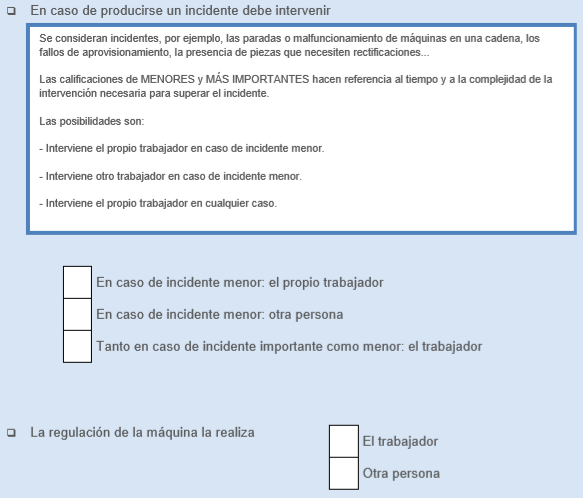 En caso de producirse un incidente debe intervenir
Se consideran incidentes, por ejemplo, las paradas o malfuncionamiento de máquinas en una cadena, los
fallos de aprovisionamiento, la presencia de piezas que necesiten rectificaciones...
Las calificaciones de MENORES y MÁS IMPORTANTES hacen referencia al tiempo y a la complejidad de la
intervención necesaria para superar el incidente.
Las posibilidades son:
- Interviene el propio trabajador en caso de incidente menor.
- Interviene otro trabajador en caso de incidente menor.
- Interviene el propio trabajador en cualquier caso.
En caso de incidente menor: el propio trabajador
En caso de incidente menor: otra persona
Tanto en caso de incidente importante como menor: el trabajador
La regulación de la máquina la realiza
El trabajador
Otra persona